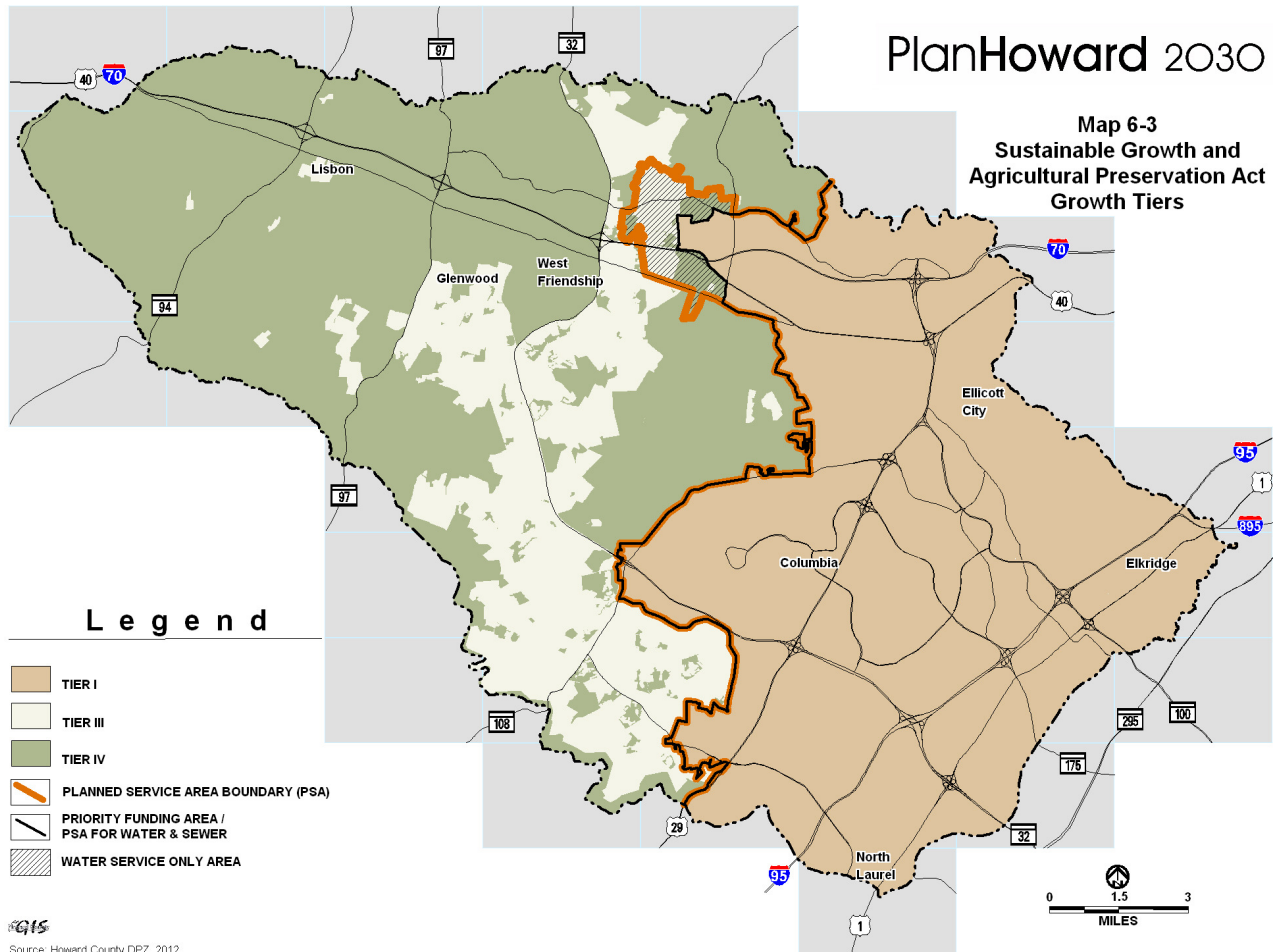 PlanHoward 2030
Map 6-3
Sustainable Growth and
Agricultural Preservation Act
Growth Tiers
40
70
97
32
Lisbon
Glenwood
West
Friendship
94
97
70
40
Ellicott
City
95
1
895
Columbia
Elkridge
108
295
100
175
29
32
95
North
Laurel
1
Legend
TIER I
TIER III
TIER IV
PLANNED SERVICE AREA BOUNDARY (PSA)
PRIORITY FUNDING AREA /
PSA FOR WATER & SEWER
WATER SERVICE ONLY AREA
N
0 1.5 3
MILES
GIS
Source: Howard County DPZ, 2012